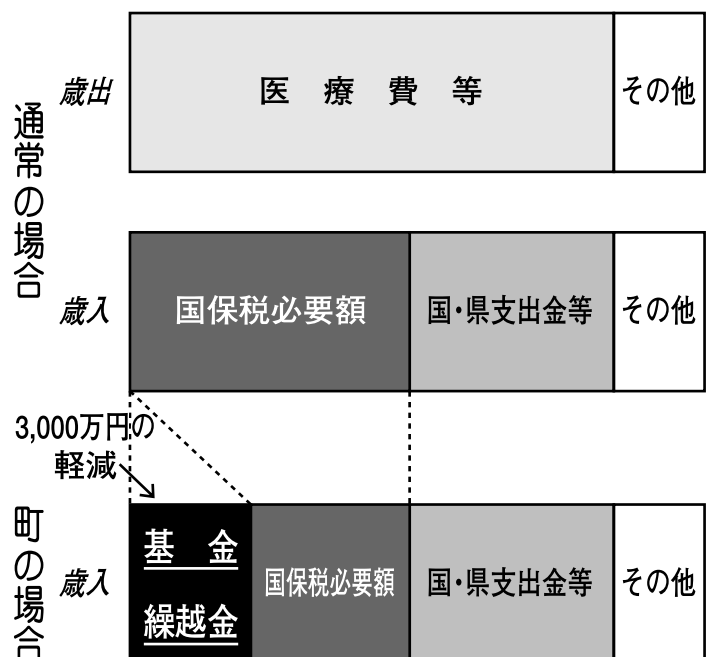 通常の場合
歳出
医療費等
その他
歳入
国保税必要額
国・県支出金等
その他
3,000万円の
軽減
町の場合
歳入
基金
繰越金
国保税必要額
国・県支出金等
その他